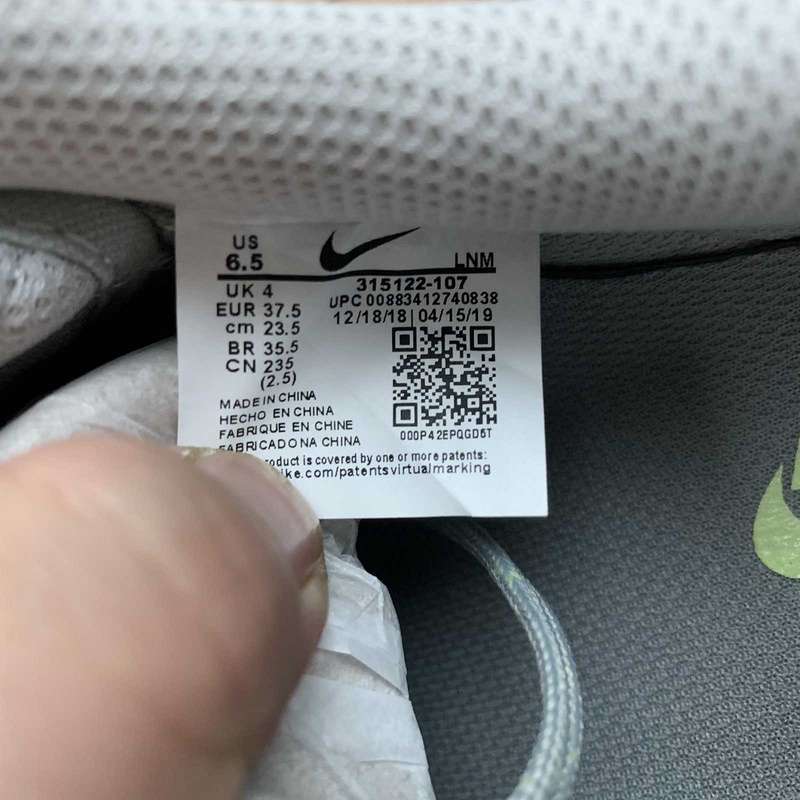 US
6.5
LNM
315122-107
UPC 00883412740838
12/18/18 | 04/15/19
UK 4
EUR 37.5
cm 23.5
BR 35.5
CN 235
(2.5)
MADE IN CHINA
HECHO EN CHINA
FABRIQUE EN CHINE
FABRICADO NA CHINA
000P42EPQGD5T
product is covered by one or more patents:
ike.com/patentsvirtualmarking